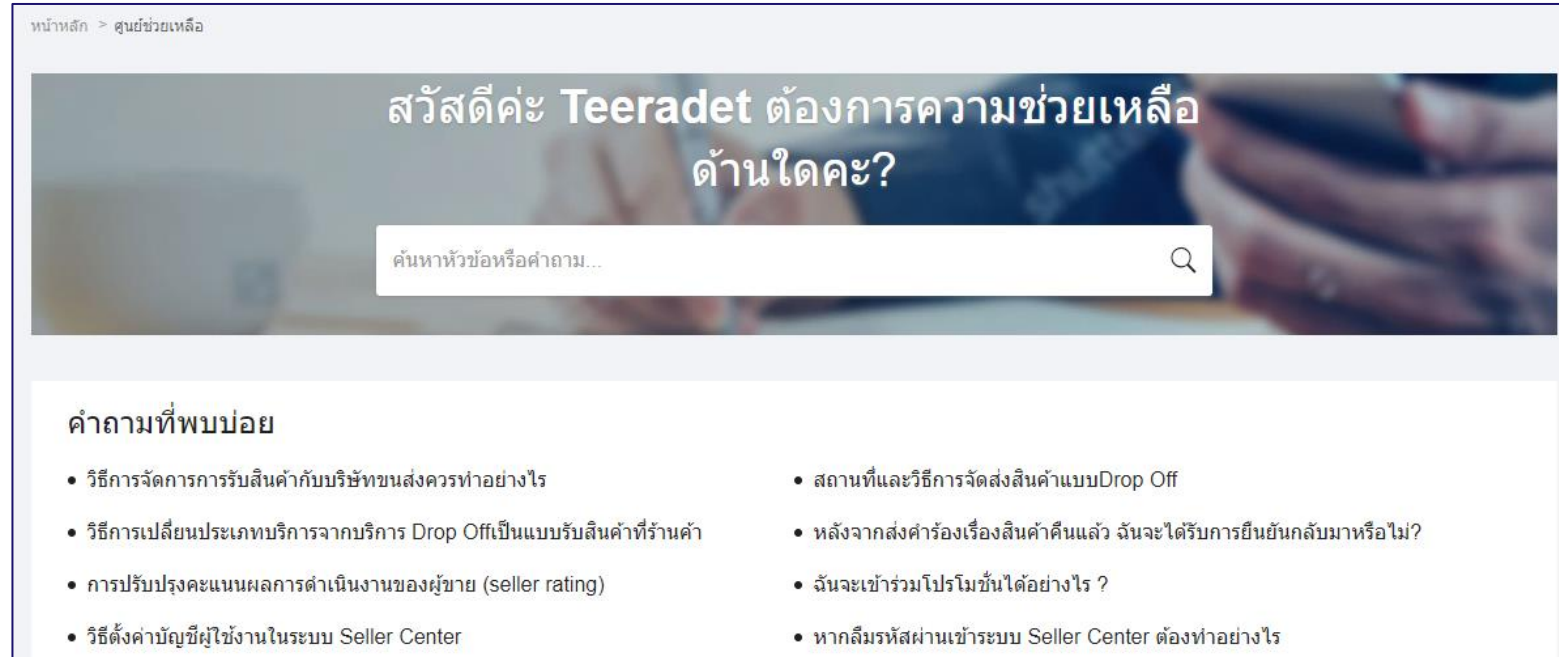 หน้าหลัก > ศูนย์ช่วยเหลือ
สวัสดีค่ะ Teeradet ต้องการความช่วยเหลือ
ด้านใดคะ?
ค้นหาหัวข้อหรือคำถาม...
คำถามที่พบบ่อย
• วิธีการจัดการการรับสินค้ากับบริษัทขนส่งควรทำอย่างไร
• สถานที่และวิธีการจัดส่งสินค้าแบบDrop Off
• วิธีการเปลี่ยนประเภทบริการจากบริการ Drop Offเป็นแบบรับสินค้าที่ร้านค้า
• หลังจากส่งคำร้องเรื่องสินค้าคืนแล้ว ฉันจะได้รับการยืนยันกลับมาหรือไม่?
• การปรับปรุงคะแนนผลการดำเนินงานของผู้ขาย (seller rating)
• ฉันจะเข้าร่วมโปรโมชั่นได้อย่างไร ?
• วิธีตั้งค่าบัญชีผู้ใช้งานในระบบ Seller Center
• หากลืมรหัสผ่านเข้าระบบ Seller Center ต้องทำอย่างไร